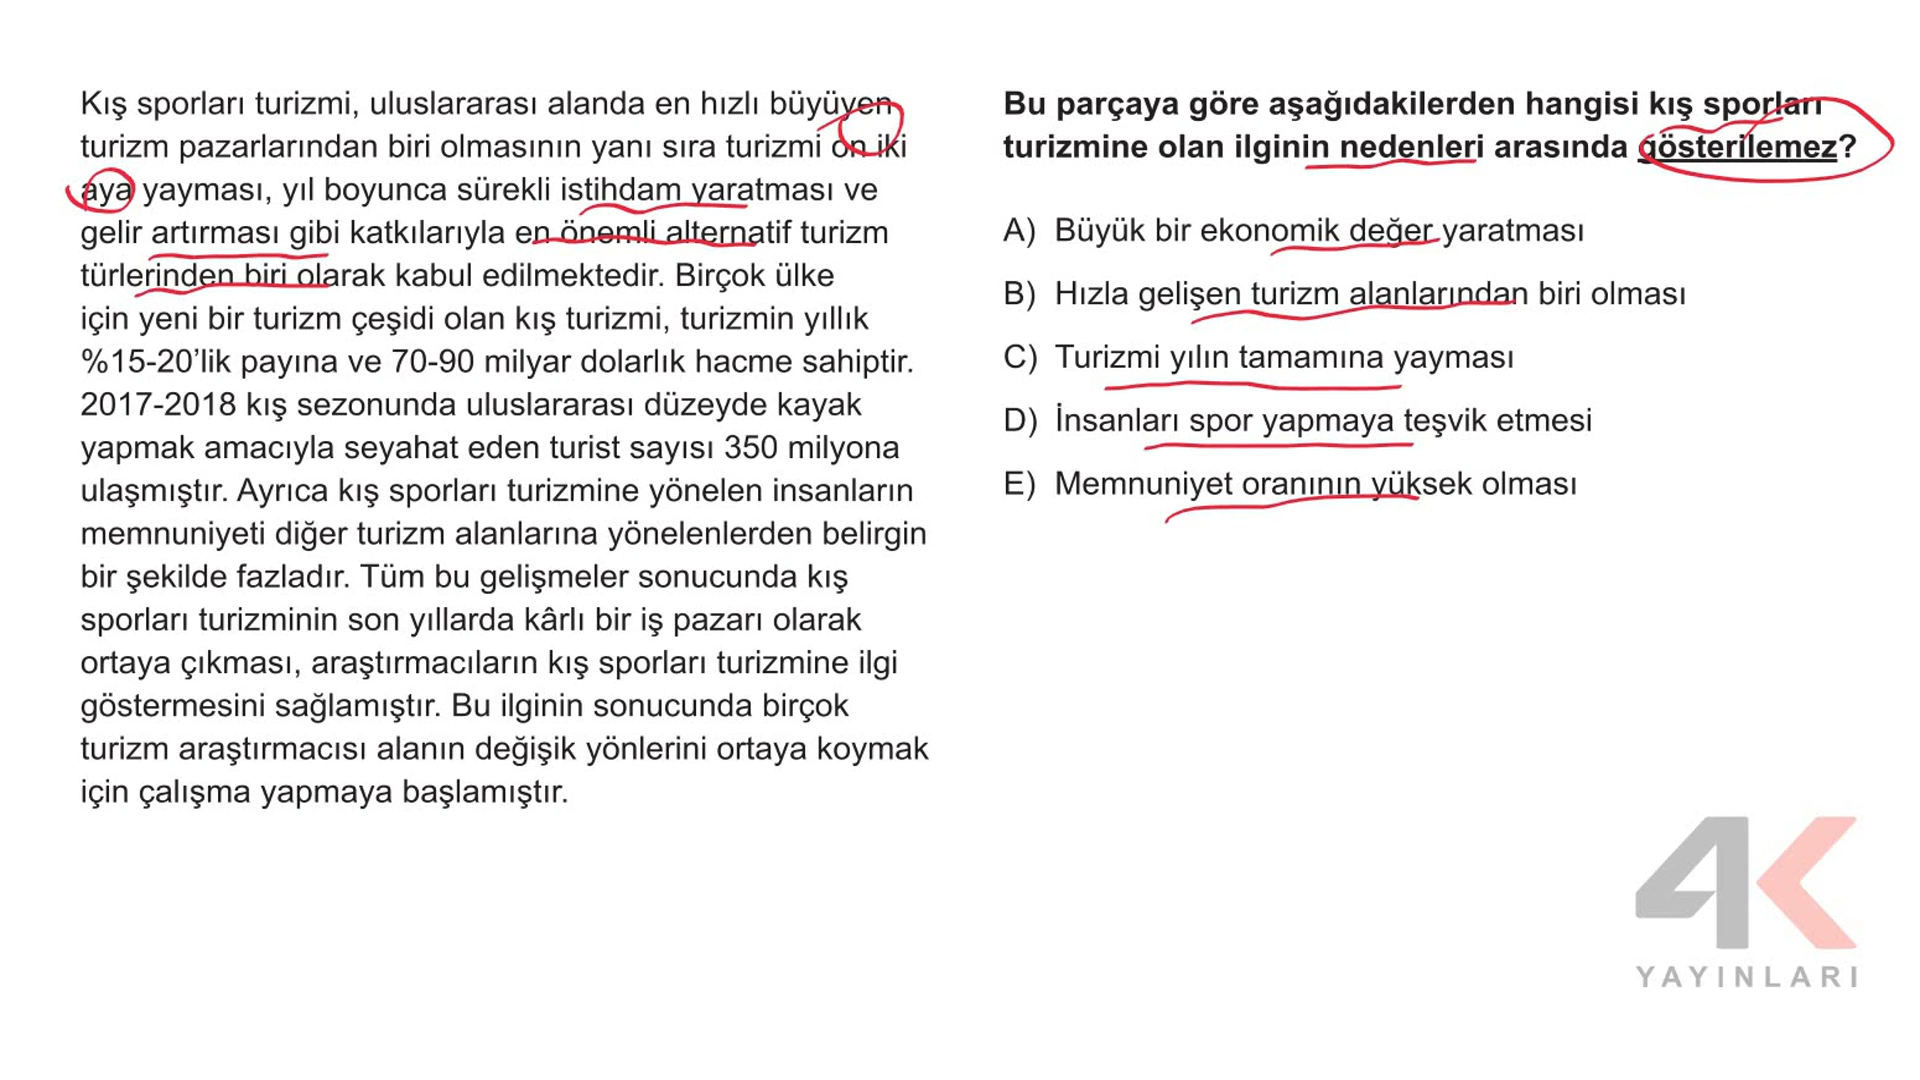 Kış sporları turizmi, uluslararası alanda en hızlı büyüyen
turizm pazarlarından biri olmasının yanı sıra turizmi on iki
aya yayması, yıl boyunca sürekli istihdam yaratması ve
gelir artırması gibi katkılarıyla en önemli alternatif turizm
türlerinden biri olarak kabul edilmektedir. Birçok ülke
için yeni bir turizm çeşidi olan kış turizmi, turizmin yıllık
%15-20’lik payına ve 70-90 milyar dolarlık hacme sahiptir.
2017-2018 kış sezonunda uluslararası düzeyde kayak
yapmak amacıyla seyahat eden turist sayısı 350 milyona
ulaşmıştır. Ayrıca kış sporları turizmine yönelen insanların
memnuniyeti diğer turizm alanlarına yönelenlerden belirgin
bir şekilde fazladır. Tüm bu gelişmeler sonucunda kış
sporları turizminin son yıllarda kârlı bir iş pazarı olarak
ortaya çıkması, araştırmacıların kış sporları turizmine ilgi
göstermesini sağlamıştır. Bu ilginin sonucunda birçok
turizm araştırmacısı alanın değişik yönlerini ortaya koymak
için çalışma yapmaya başlamıştır.
Bu parçaya göre aşağıdakilerden hangisi kış sporları
turizmine olan ilginin nedenleri arasında gösterilemez?
A) Büyük bir ekonomik değer yaratması
B) Hızla gelişen turizm alanlarından biri olması
C) Turizmi yılın tamamına yayması
D) İnsanları spor yapmaya teşvik etmesi
E) Memnuniyet oranının yüksek olması
4K
YAYINLARI